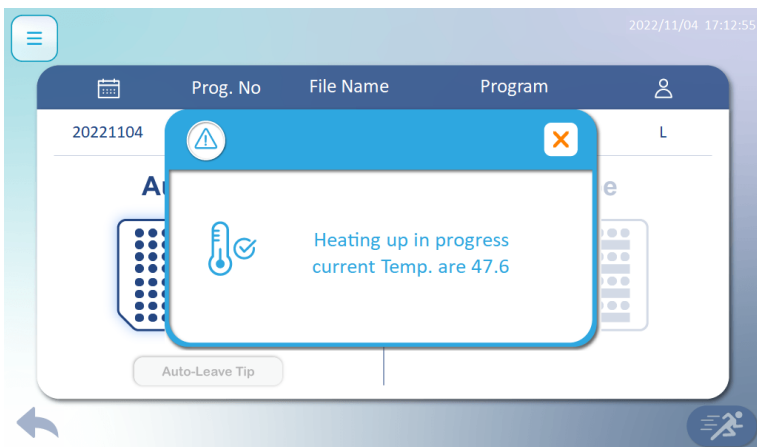 2022/11/04 17:12:55
Prog. No File Name Program
20221104 L
Heating up in progress
current Temp. are 47.6
Auto-Leave Tip